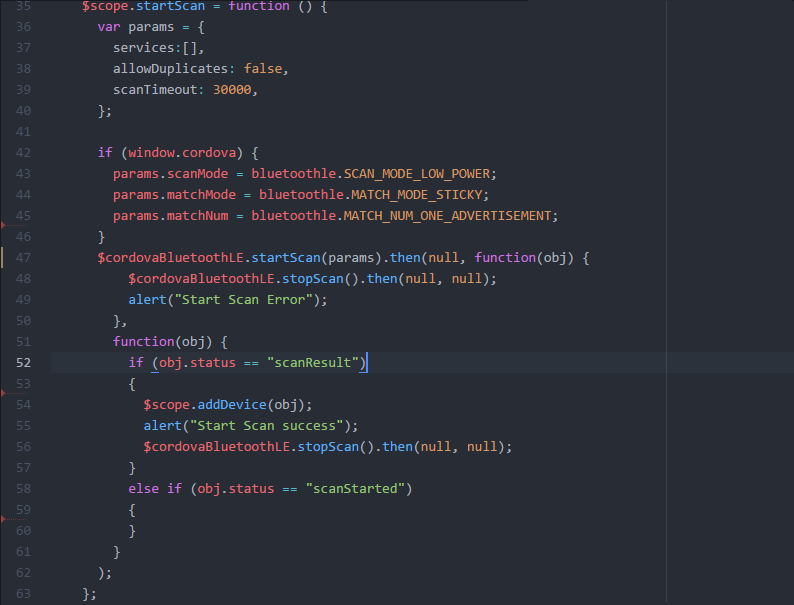 35 $scope.startScan = function () {
36 var params = {
37 services:[],
38 allowDuplicates: false,
39 scanTimeout: 30000,
40 };
41
42 if (window.cordova) {
43 params.scanMode = bluetoothle.SCAN_MODE_LOW_POWER;
44 params.matchMode = bluetoothle.MATCH_MODE_STICKY;
45 params.matchNum = bluetoothle.MATCH_NUM_ONE_ADVERTISEMENT;
46 }
47 $cordovaBluetoothLE.startScan(params).then(null, function(obj) {
48 $cordovaBluetoothLE.stopScan().then(null, null);
49 alert("Start Scan Error");
50 },
51 function(obj) {
52 if (obj.status == "scanResult")
53 {
54 $scope.addDevice(obj);
55 alert("Start Scan success");
56 $cordovaBluetoothLE.stopScan().then(null, null);
57 }
58 else if (obj.status == "scanStarted")
59 {
60 }
61 }
62 );
63 };